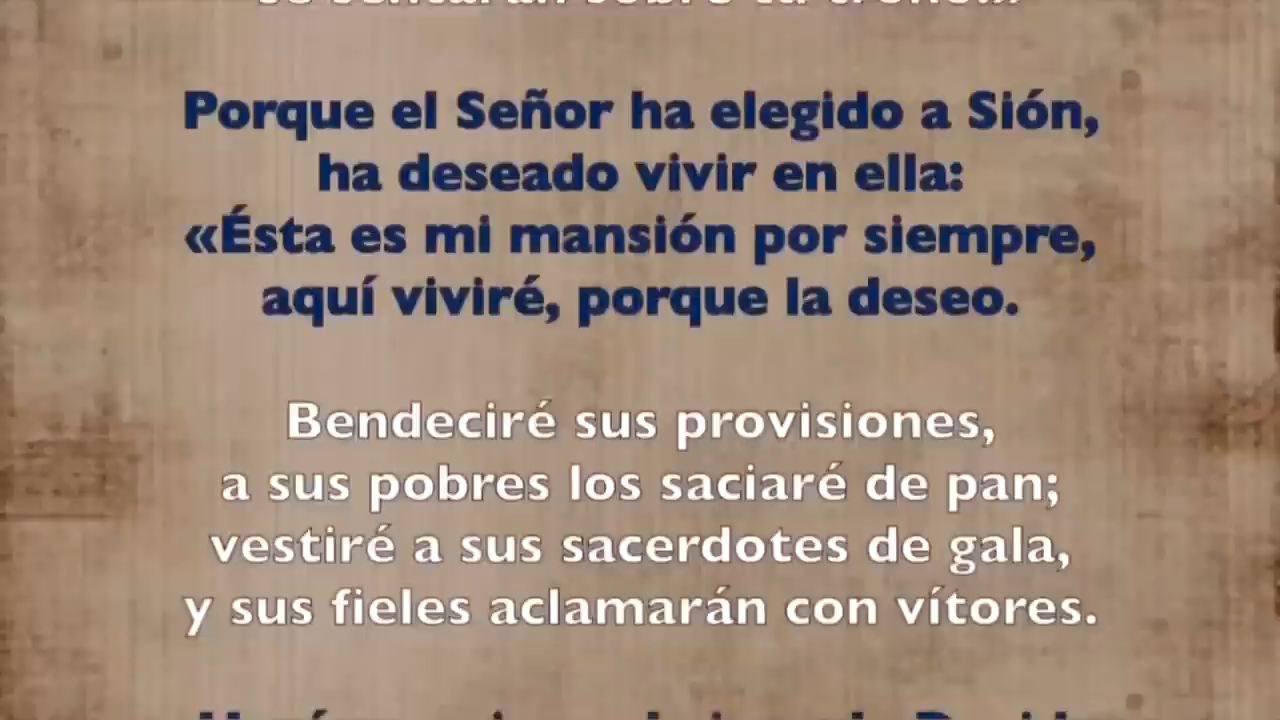 Porque el Señor ha elegido a Sión,
ha deseado vivir en ella:
«Ésta es mi mansión por siempre,
aquí viviré, porque la deseo.
Bendeciré sus provisiones,
a sus pobres los saciaré de pan;
vestiré a sus sacerdotes de gala,
y sus fieles aclamarán con vítores.